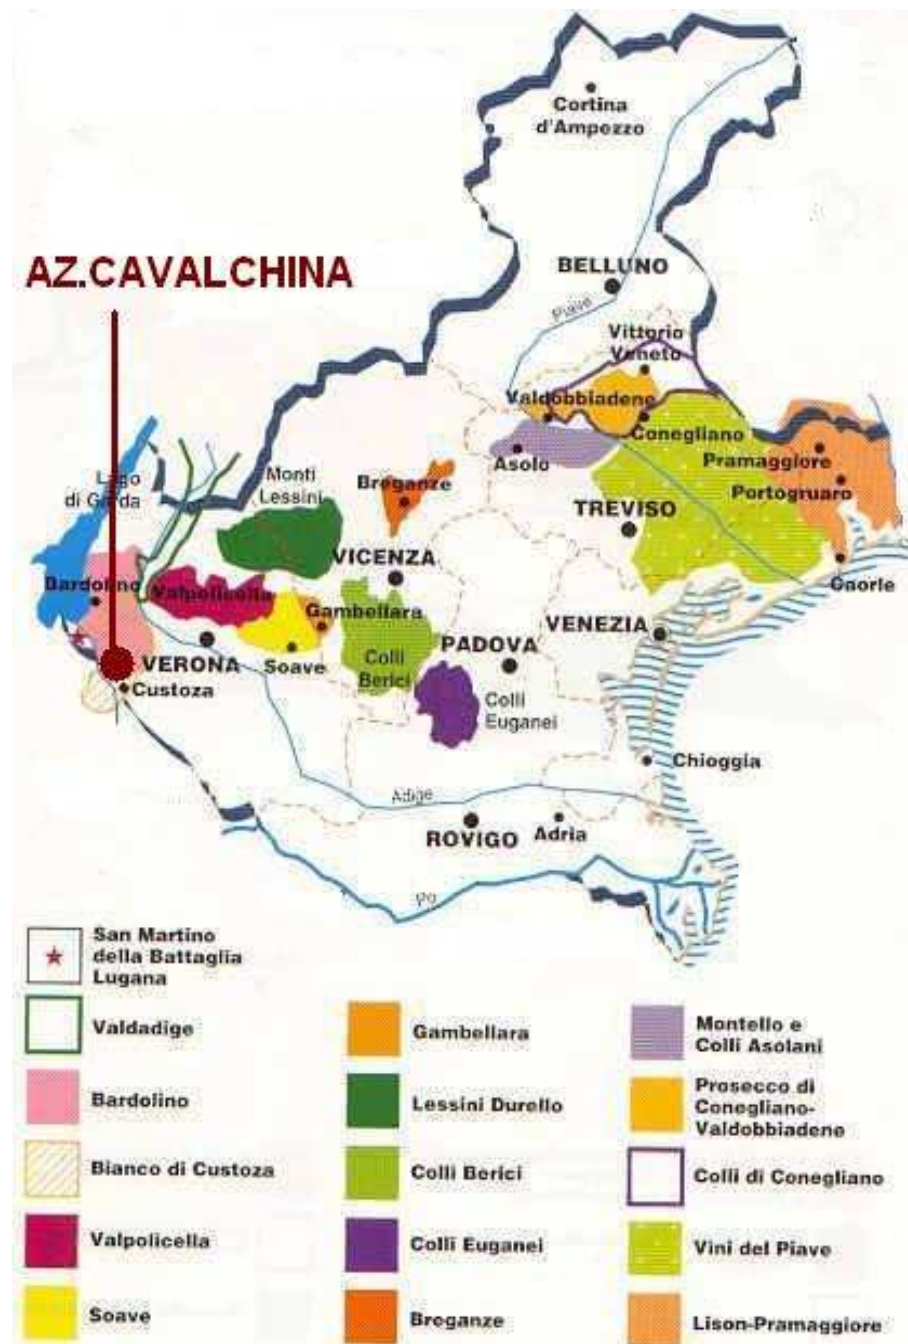 Cortina
d'Ampezzo
AZ.CAVALCHINA
BELLUNO
Piave
Vittorio
Veneto
Valdobbiadene
Conegliano
Asolo
Pramaggiore
Portogruaro
Lago
di Garda
Monti
Lessini
Breganze
TREVISO
VICENZA
Caorle
Bardolino
Valpolicella
Gambellara
VENEZIA
PADOVA
VERONA
Soave
Colli
Berici
Custoza
Colli
Euganei
Chioggia
Adige
ROVIGO
Adria
Po
San Martino
della Battaglia
Lugana
Valdadige
Bardolino
Bianco di Custoza
Valpolicella
Soave
Gambellara
Lessini Durello
Colli Berici
Colli Euganei
Breganze
Montello e
Colli Asolani
Prosecco di
Conegliano-
Valdobbiadene
Colli di Conegliano
Vini del Piave
Lison-Pramaggiore